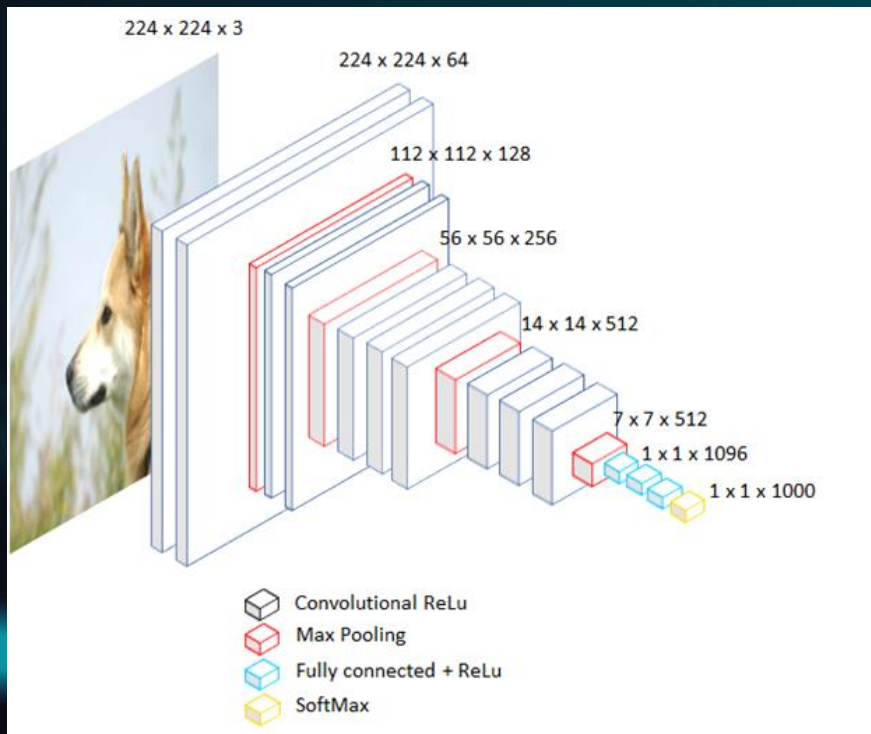 224 x 224 x 3
224 x 224 x 64
112 x 112 x 128
56 x 56 x 256
14 x 14 x 512
7 x 7 x 512
1 x 1 x 1096
1 x 1 x 1000
Convolutional ReLu
Max Pooling
Fully connected + ReLu
SoftMax